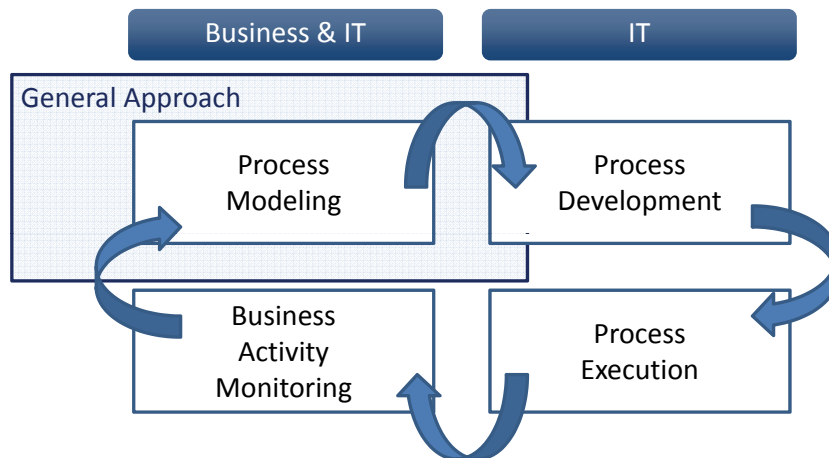 Business & IT
IT
General Approach
Process
Modeling
Process
Development
Business
Activity
Monitoring
Process
Execution